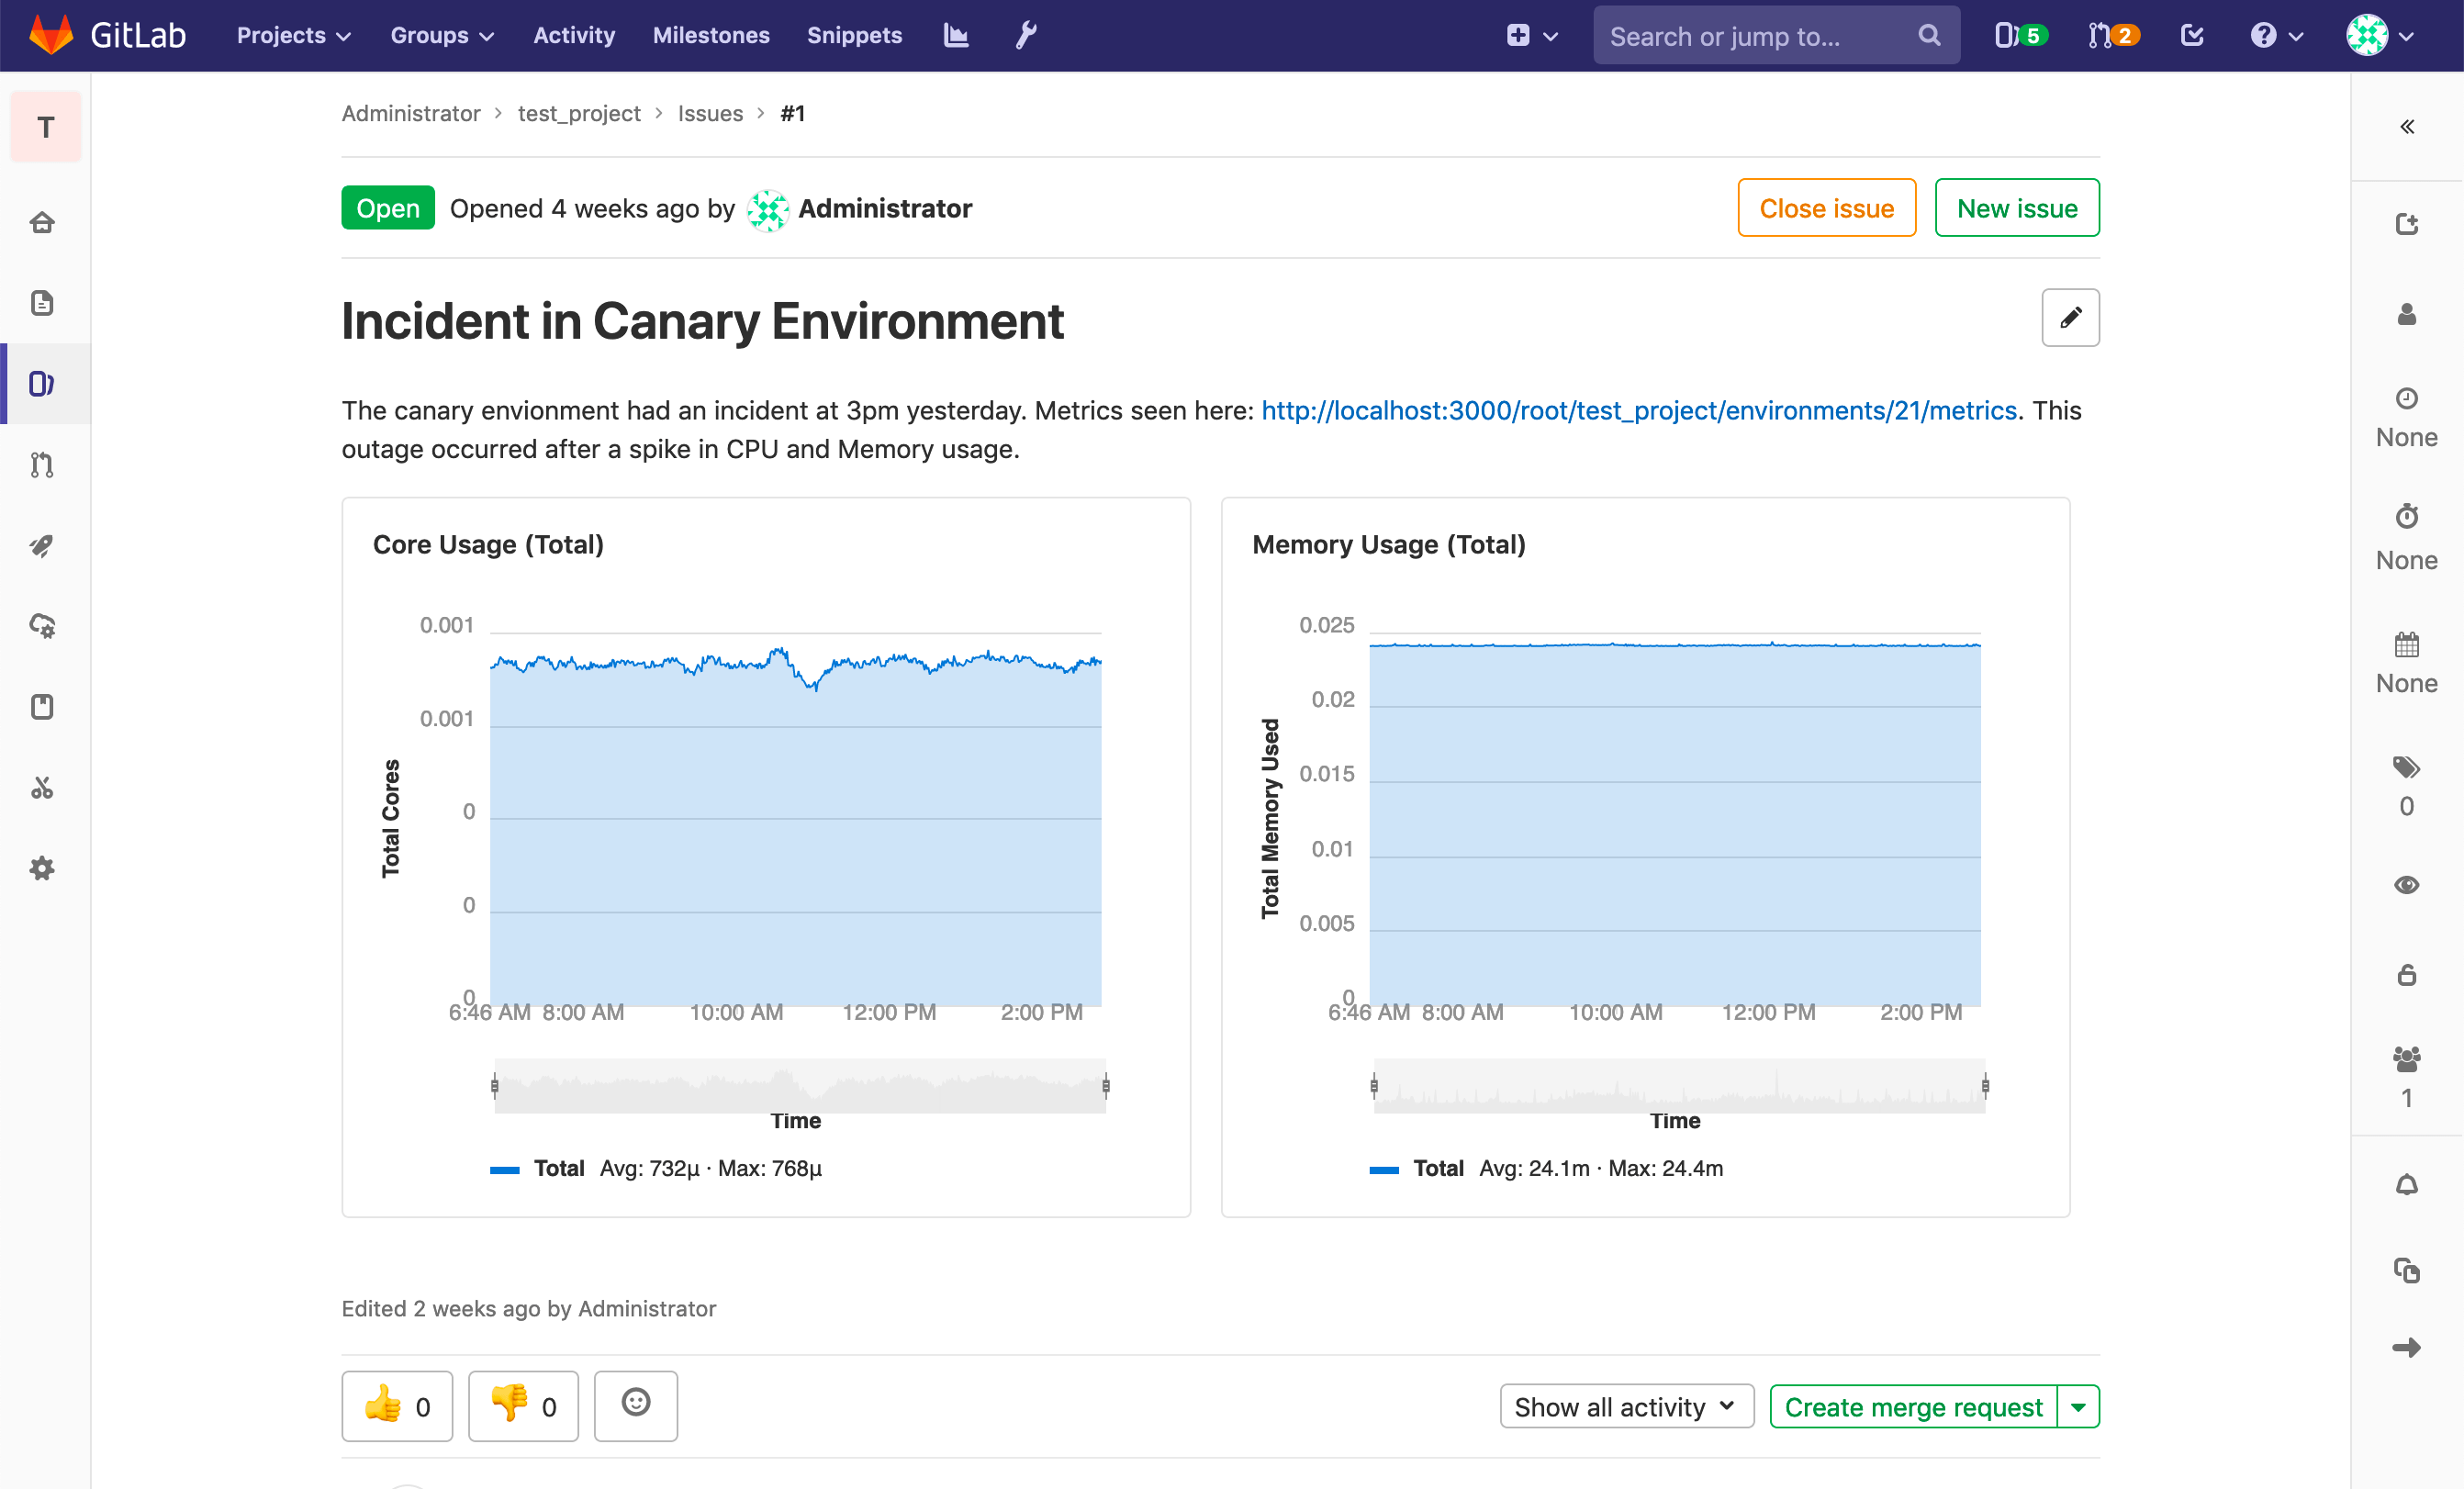 GitLab Projects Groups Activity Milestones Snippets Search or jump to... 5 2
T
Administrator > test_project > Issues > #1
Open Opened 4 weeks ago by Administrator Close issue New issue
Incident in Canary Environment
The canary envionment had an incident at 3pm yesterday. Metrics seen here: http://localhost:3000/root/test_project/environments/21/metrics. This
outage occurred after a spike in CPU and Memory usage.
Core Usage (Total)
Total Cores
0.001
0.001
0
0
0
6:46 AM 8:00 AM 10:00 AM 12:00 PM 2:00 PM
Time
Total Avg: 732µ · Max: 768µ
Memory Usage (Total)
Total Memory Used
0.025
0.02
0.015
0.01
0.005
0
6:46 AM 8:00 AM 10:00 AM 12:00 PM 2:00 PM
Time
Total Avg: 24.1m · Max: 24.4m
Edited 2 weeks ago by Administrator
0 0 Show all activity Create merge request
None
None
None
0
1